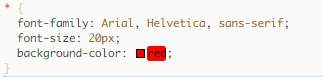 * {
font-family: Arial, Helvetica, sans-serif;
font-size: 20px;
background-color: red;
}